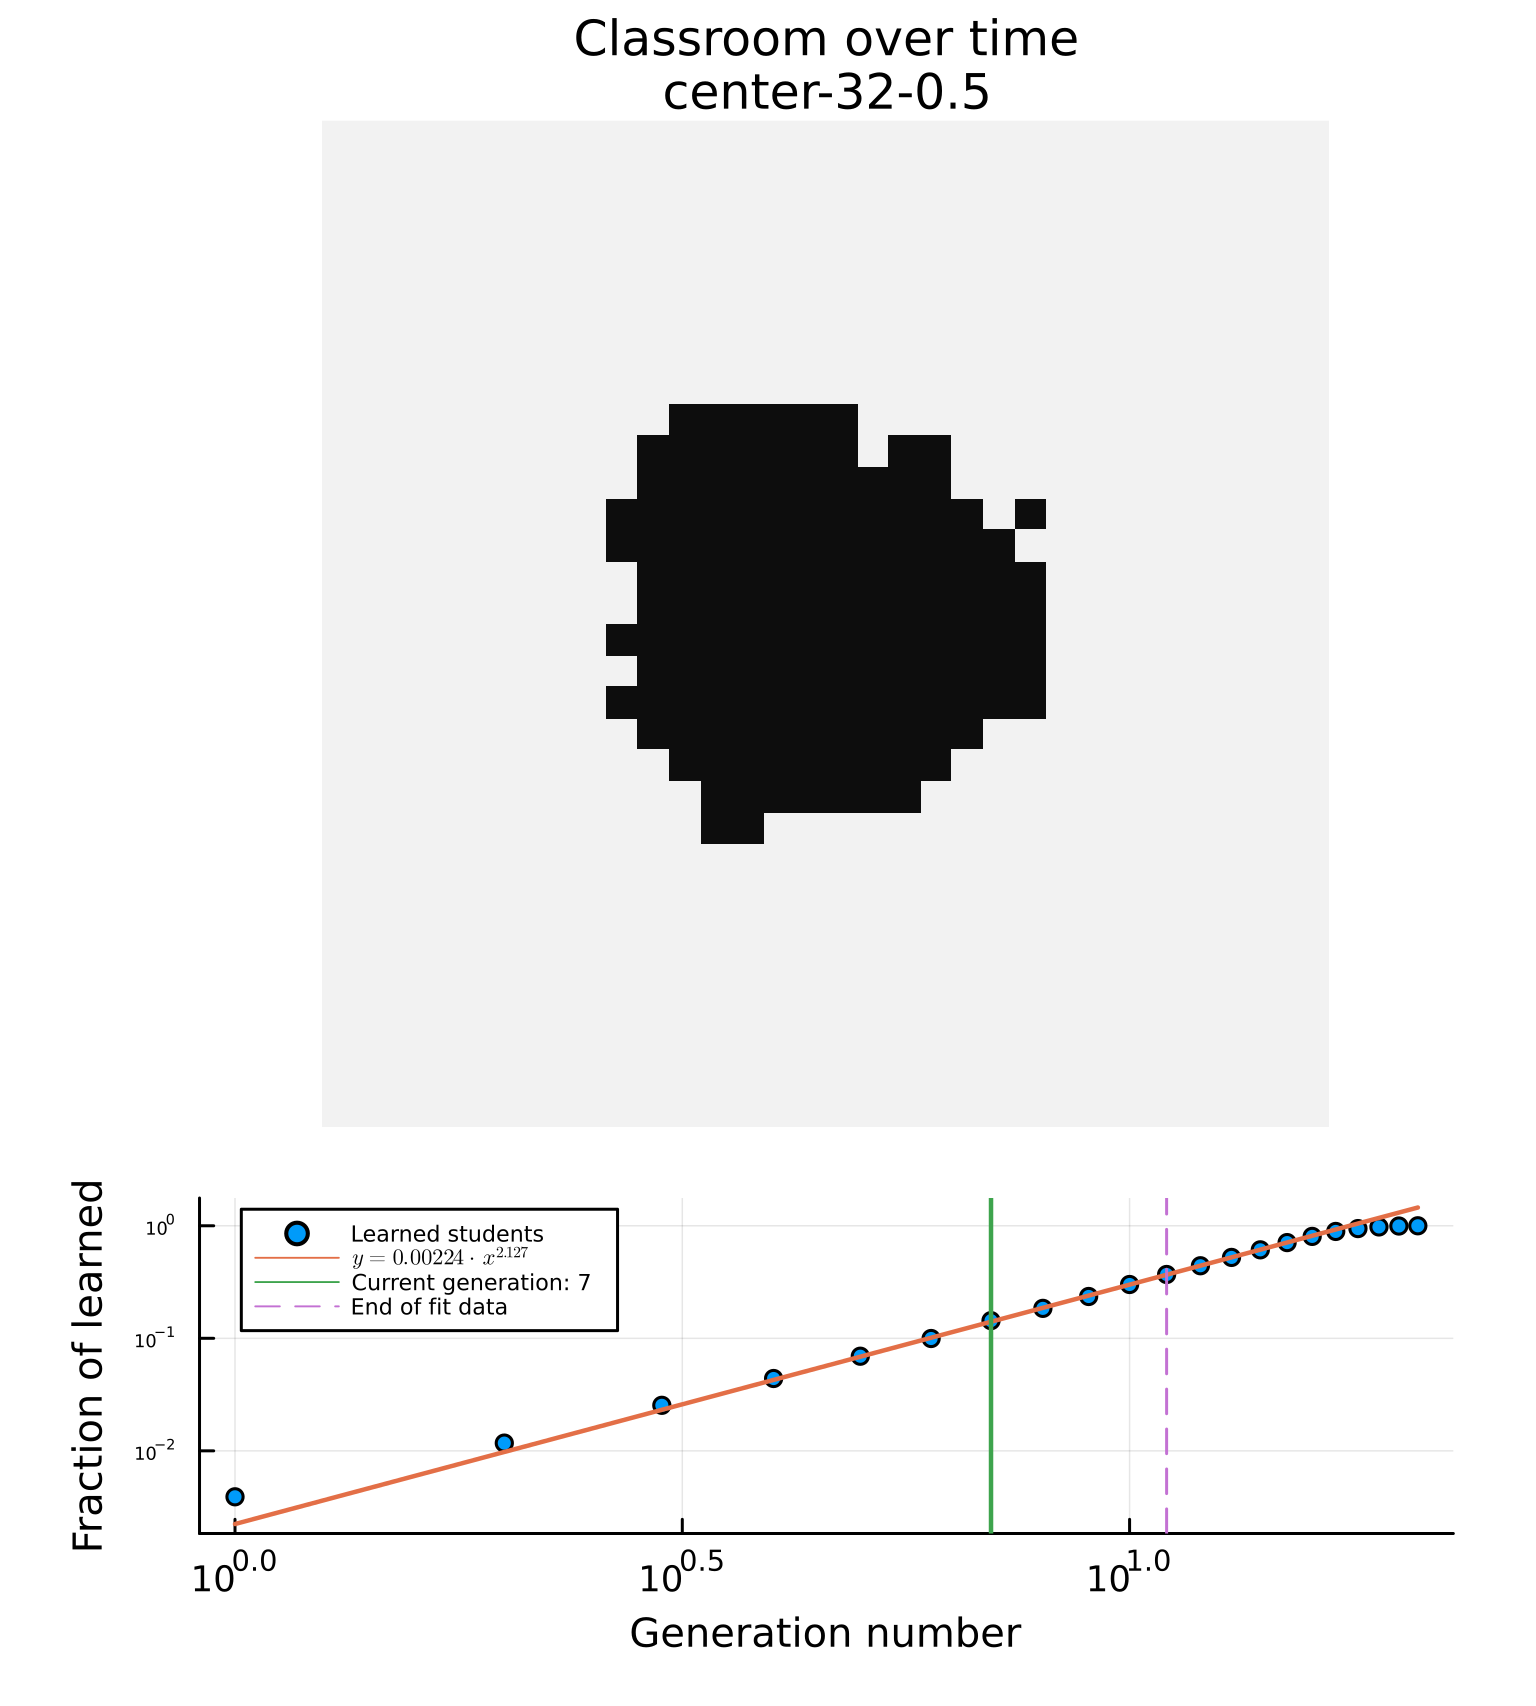 Classroom over time
center-32-0.5
Fraction of learned
10⁰
10⁻¹
10⁻²
Learned students
y = 0.00224 · x^2.127
Current generation: 7
End of fit data
10^0.0
10^0.5
10^1.0
Generation number